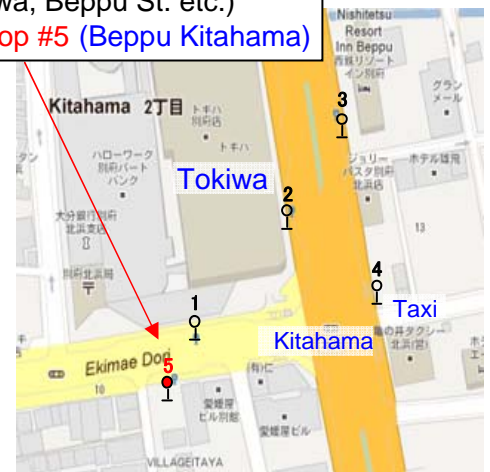 wa, Beppu St. etc.)
op #5 (Beppu Kitahama)
Nishitetsu
Resort
Inn Beppu
西鉄リゾート
イン別府
Kitahama 2丁目
トキハ
別府店
トキハ
3
グラン
メール
ハローワーク
別府パート
バンク
Tokiwa
ジョリー
パスタ別府
北浜店
ホテル雄飛
タン
2
大分銀行別府
北浜支店
13
別府北浜局
〒
4
Taxi
1
Kitahama
亀の井タクシー
北浜(営)
Ekimae Dori
5
10
(有)仁
愛媛屋
ビル別館
愛媛屋ビル
VILLAGEITAYA